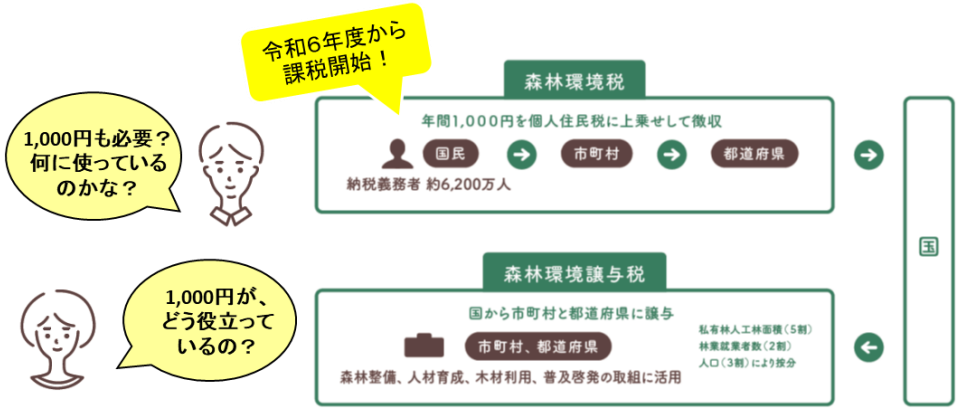 令和6年度から
課税開始！
1,000円も必要？
何に使っている
のかな？
森林環境税
年間1,000円を個人住民税に上乗せして徴収
国民
市町村
都道府県
納税義務者 約6,200万人
国
1,000円が、
どう役立って
いるの？
森林環境譲与税
国から市町村と都道府県に譲与
市町村、都道府県
私有林人工林面積（5割）
林業就業者数（2割）
人口（3割）により按分
森林整備、人材育成、木材利用、普及啓発の取組に活用